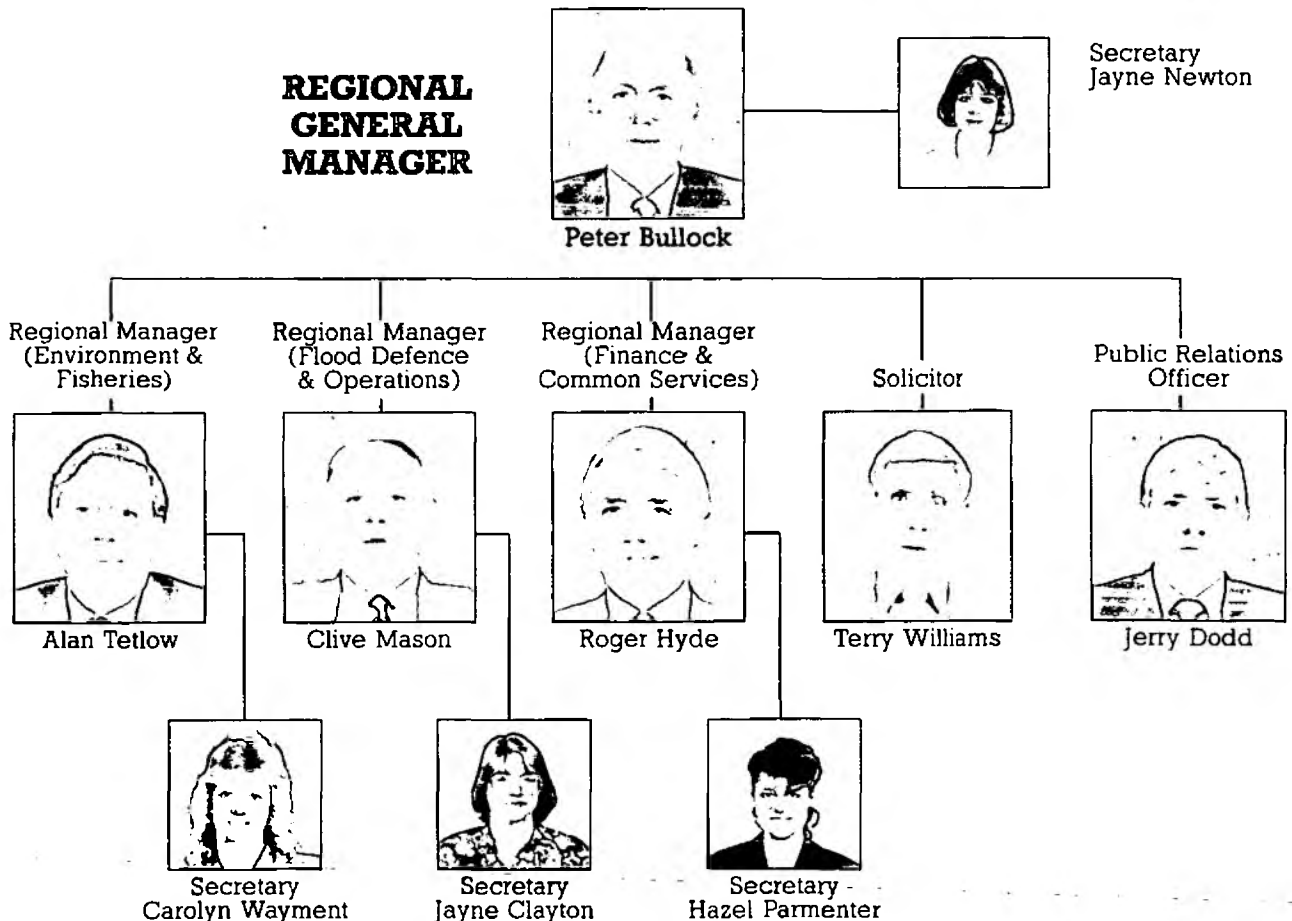 REGIONAL
GENERAL
MANAGER
Secretary
Jayne Newton
Peter Bullock
Regional Manager
(Environment &
Fisheries)
Regional Manager
(Flood Defence
& Operations)
Regional Manager
(Finance &
Common Services)
Solicitor
Public Relations
Officer
Alan Tetlow
Clive Mason
Roger Hyde
Terry Williams
Jerry Dodd
Secretary
Carolyn Wayment
Secretary
Jayne Clayton
Secretary
Hazel Parmenter